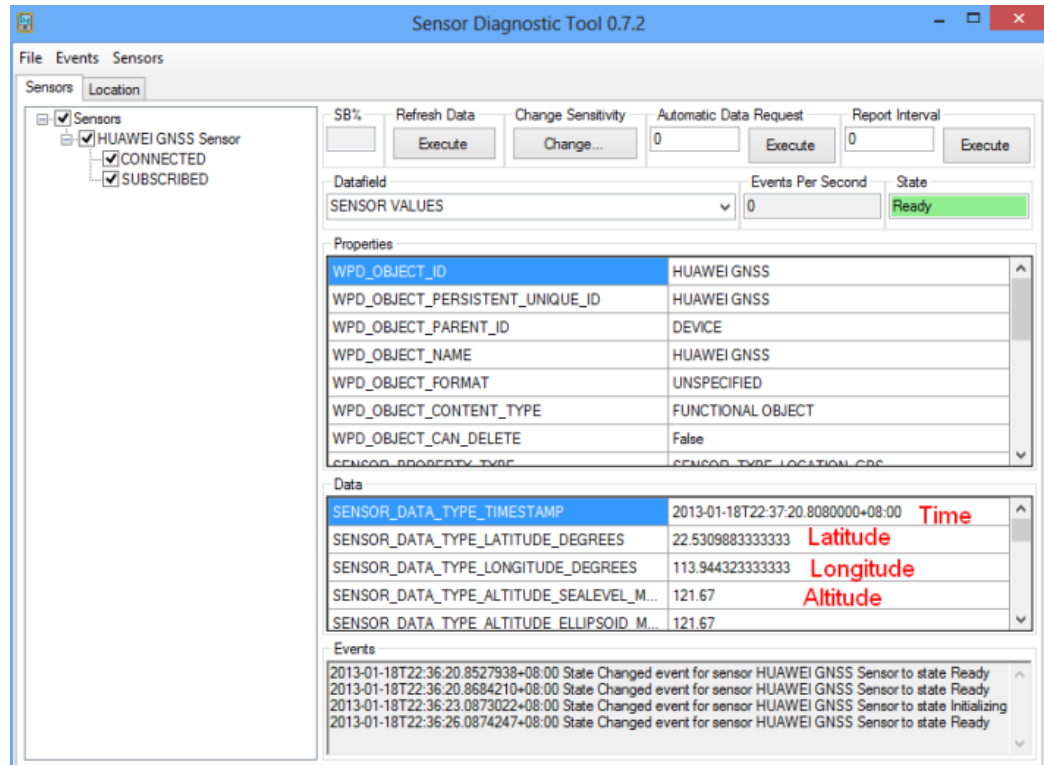 Sensor Diagnostic Tool 0.7.2
File Events Sensors
Sensors Location
Sensors
HUAWEI GNSS Sensor
CONNECTED
SUBSCRIBED
SB% Refresh Data Change Sensitivity Automatic Data Request Report Interval
Execute Change... 0 Execute 0 Execute
Datafield Events Per Second State
SENSOR VALUES 0 Ready
Properties
WPD_OBJECT_ID HUAWEI GNSS
WPD_OBJECT_PERSISTENT_UNIQUE_ID HUAWEI GNSS
WPD_OBJECT_PARENT_ID DEVICE
WPD_OBJECT_NAME HUAWEI GNSS
WPD_OBJECT_FORMAT UNSPECIFIED
WPD_OBJECT_CONTENT_TYPE FUNCTIONAL OBJECT
WPD_OBJECT_CAN_DELETE False
SENSOR_PROPERTY_TYPE SENSOR_TYPE_LOCATION_GPS
Data
SENSOR_DATA_TYPE_TIMESTAMP 2013-01-18T22:37:20.8080000+08:00 Time
SENSOR_DATA_TYPE_LATITUDE_DEGREES 22.5309883333333 Latitude
SENSOR_DATA_TYPE_LONGITUDE_DEGREES 113.944323333333 Longitude
SENSOR_DATA_TYPE_ALTITUDE_SEALEVEL_M... 121.67 Altitude
SENSOR_DATA_TYPE_ALTITUDE_ELLIPSOID_M... 121.67
Events
2013-01-18T22:36:20.8527938+08:00 State Changed event for sensor HUAWEI GNSS Sensor to state Ready
2013-01-18T22:36:20.8684210+08:00 State Changed event for sensor HUAWEI GNSS Sensor to state Ready
2013-01-18T22:36:23.0873022+08:00 State Changed event for sensor HUAWEI GNSS Sensor to state Initializing
2013-01-18T22:36:26.0874247+08:00 State Changed event for sensor HUAWEI GNSS Sensor to state Ready